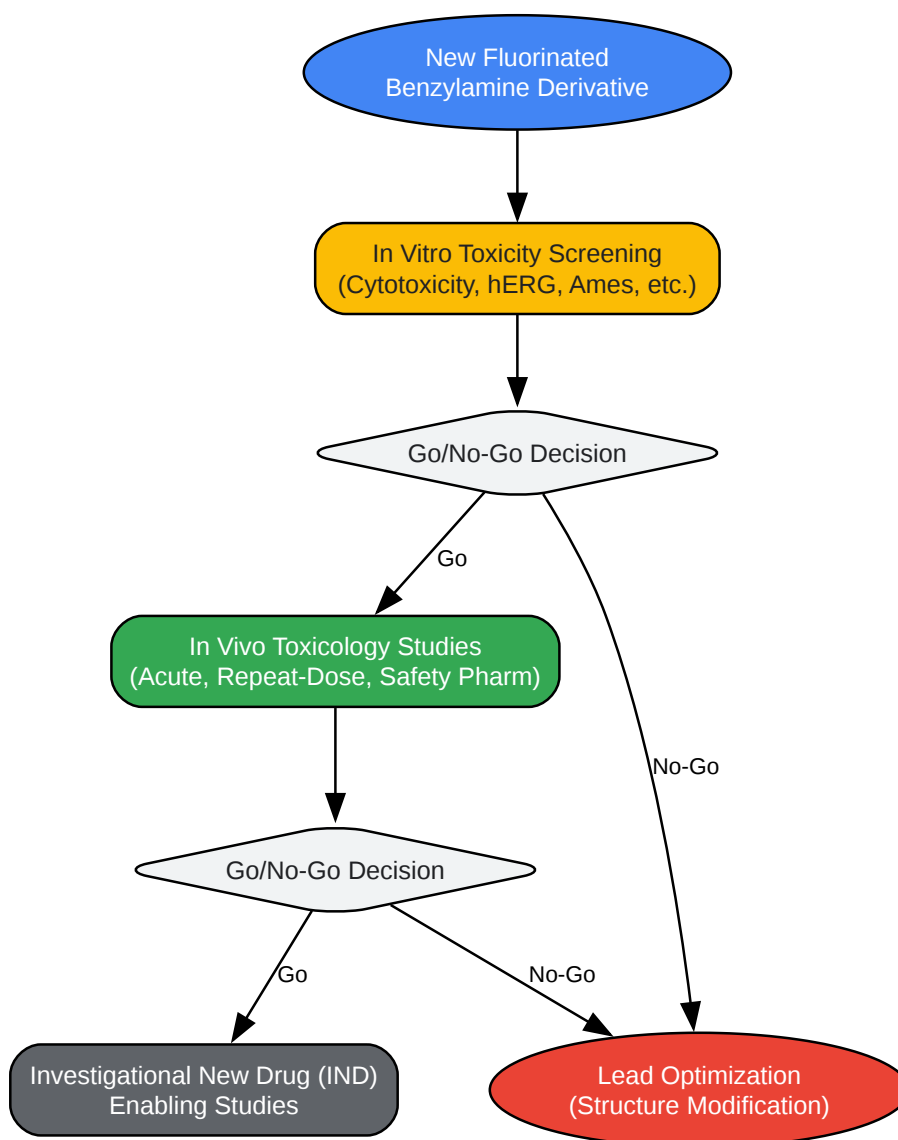 New Fluorinated
Benzylamine Derivative
In Vitro Toxicity Screening
(Cytotoxicity, hERG, Ames, etc.)
Go/No-Go Decision
Go
In Vivo Toxicology Studies
(Acute, Repeat-Dose, Safety Pharm)
No-Go
Go/No-Go Decision
Go
No-Go
Investigational New Drug (IND)
Enabling Studies
Lead Optimization
(Structure Modification)